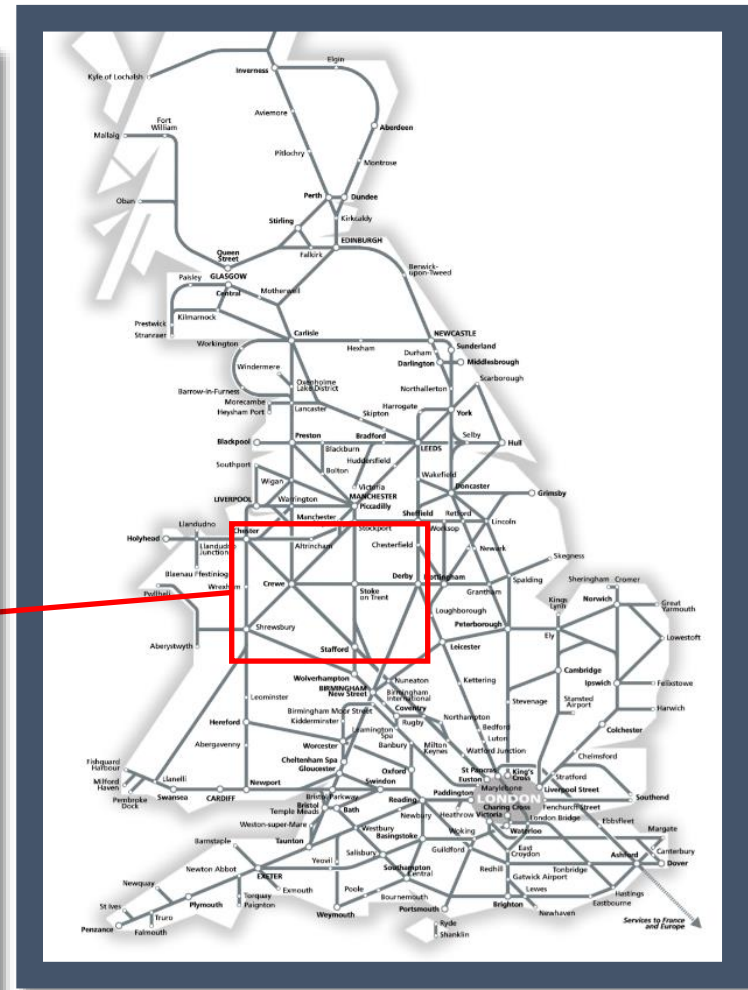 Elgin
Inverness
Kyle of Lochalsh
Aviemore
Fort
William
Aberdeen
Mallaig
Pitlochry
Montrose
Perth
Dundee
Oban
Kirkcaldy
Stirling
EDINBURGH
Queen
Street
Falkirk
Berwick-
upon-Tweed
Paisley
GLASGOW
Central
Motherwell
Prestwick
Kilmarnock
Stranraer
Carlisle
NEWCASTLE
Workington
Hexham
Sunderland
Durham
Darlington
Middlesbrough
Windermere
Scarborough
Oxenholme
Lake District
Northallerton
Barrow-in-Furness
Morecambe
Heysham Port
Lancaster
Harrogate
York
Skipton
Preston
Bradford
Selby
Blackpool
Blackburn
LEEDS
Hull
Huddersfield
Southport
Bolton
Wakefield
Wigan
Victoria
Doncaster
Grimsby
LIVERPOOL
Warrington
MANCHESTER
Piccadilly
Manchester
Sheffield
Retford
Lincoln
Llandudno
Chester
Stockport
Worksop
Holyhead
Llandudno
Junction
Altrincham
Chesterfield
Newark
Skegness
Blaenau Ffestiniog
Crewe
Derby
Nottingham
Spalding
Sheringham
Cromer
Pwllheli
Wrexham
Stoke
on Trent
Grantham
Kings
Lynn
Norwich
Great
Yarmouth
Loughborough
Shrewsbury
Peterborough
Aberystwyth
Stafford
Leicester
Ely
Lowestoft
Wolverhampton
Nuneaton
Kettering
Cambridge
BIRMINGHAM
New Street
Birmingham
International
Ipswich
Felixstowe
Leominster
Coventry
Stansted
Airport
Birmingham Moor Street
Kidderminster
Rugby
Northampton
Stevenage
Harwich
Hereford
Leamington
Spa
Bedford
Colchester
Abergavenny
Worcester
Banbury
Milton
Keynes
Luton
Watford Junction
Chelmsford
Fishguard
Harbour
Cheltenham Spa
Gloucester
Oxford
St Pancras
Euston
King's
Cross
Stratford
Milford
Haven
Llanelli
Newport
Swindon
Marylebone
Liverpool Street
Pembroke
Dock
Swansea
CARDIFF
Bristol Parkway
Reading
Paddington
LONDON
Southend
Bristol
Temple Meads
Bath
Newbury
Heathrow
Charing Cross
Victoria
Fenchurch Street
London Bridge
Ebbsfleet
Weston-super-Mare
Westbury
Basingstoke
Woking
Waterloo
Margate
Barnstaple
Taunton
Salisbury
Guildford
East
Croydon
Canterbury
Newton Abbot
Yeovil
Southampton
Central
Redhill
Tonbridge
Ashford
Dover
EXETER
Gatwick Airport
Newquay
Exmouth
Poole
Bournemouth
Lewes
Hastings
St Ives
Plymouth
Torquay
Paignton
Weymouth
Portsmouth
Brighton
Newhaven
Eastbourne
Truro
Penzance
Falmouth
Ryde
Shanklin
Services to France
and Europe